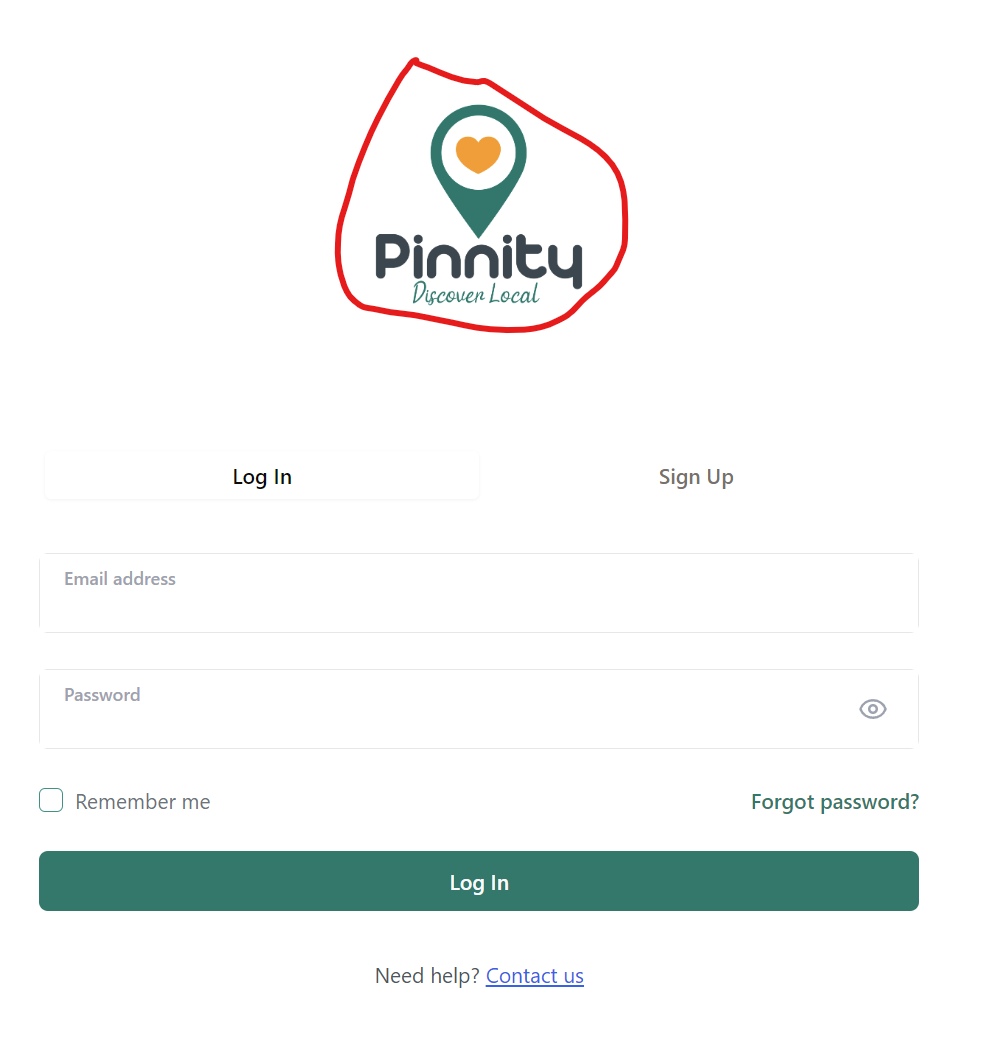 Pinnity
Discover Local
Log In
Sign Up
Email address
Password
Remember me
Forgot password?
Log In
Need help? Contact us